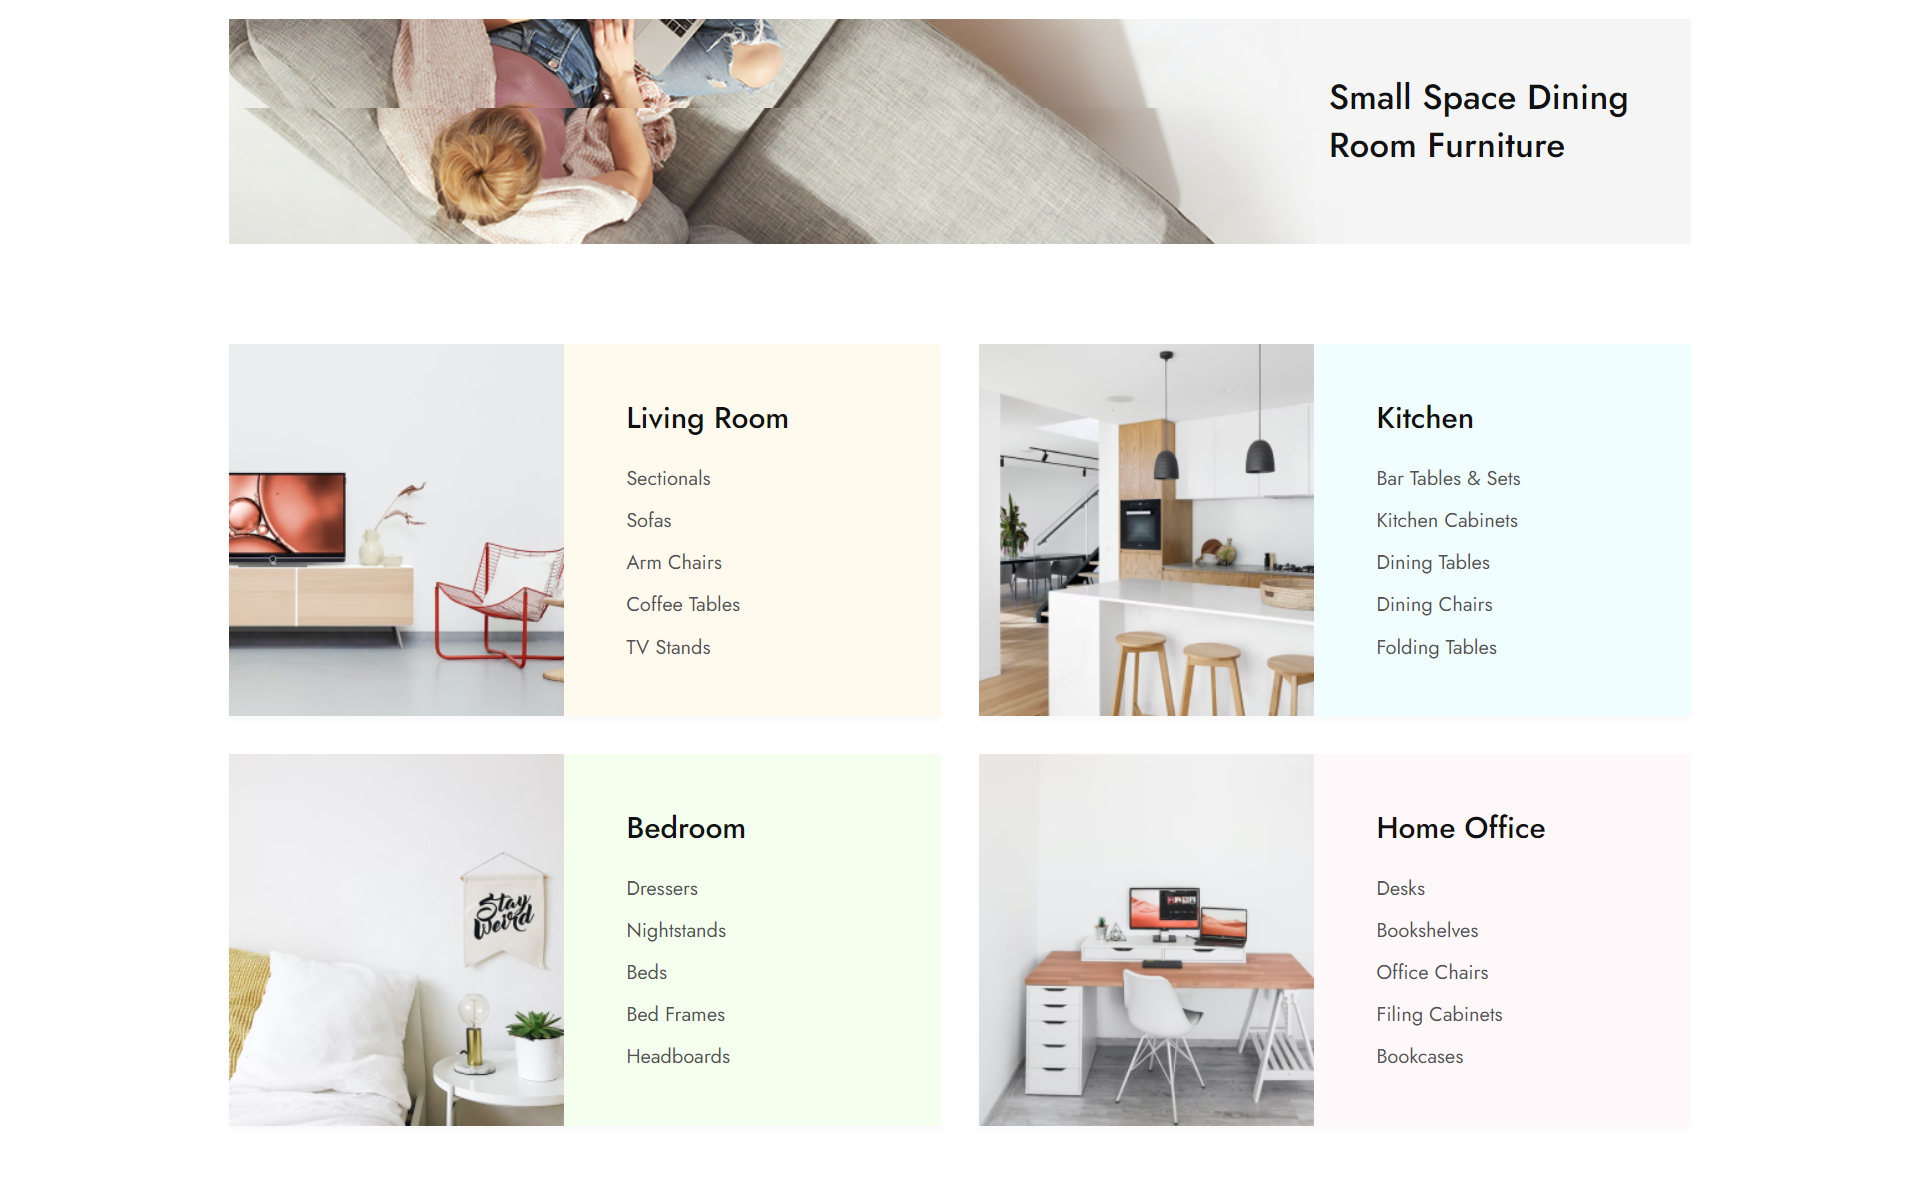 Small Space Dining
Room Furniture
Living Room
Sectionals
Sofas
Arm Chairs
Coffee Tables
TV Stands
Kitchen
Bar Tables & Sets
Kitchen Cabinets
Dining Tables
Dining Chairs
Folding Tables
Stay
Weird
Bedroom
Dressers
Nightstands
Beds
Bed Frames
Headboards
Home Office
Desks
Bookshelves
Office Chairs
Filing Cabinets
Bookcases